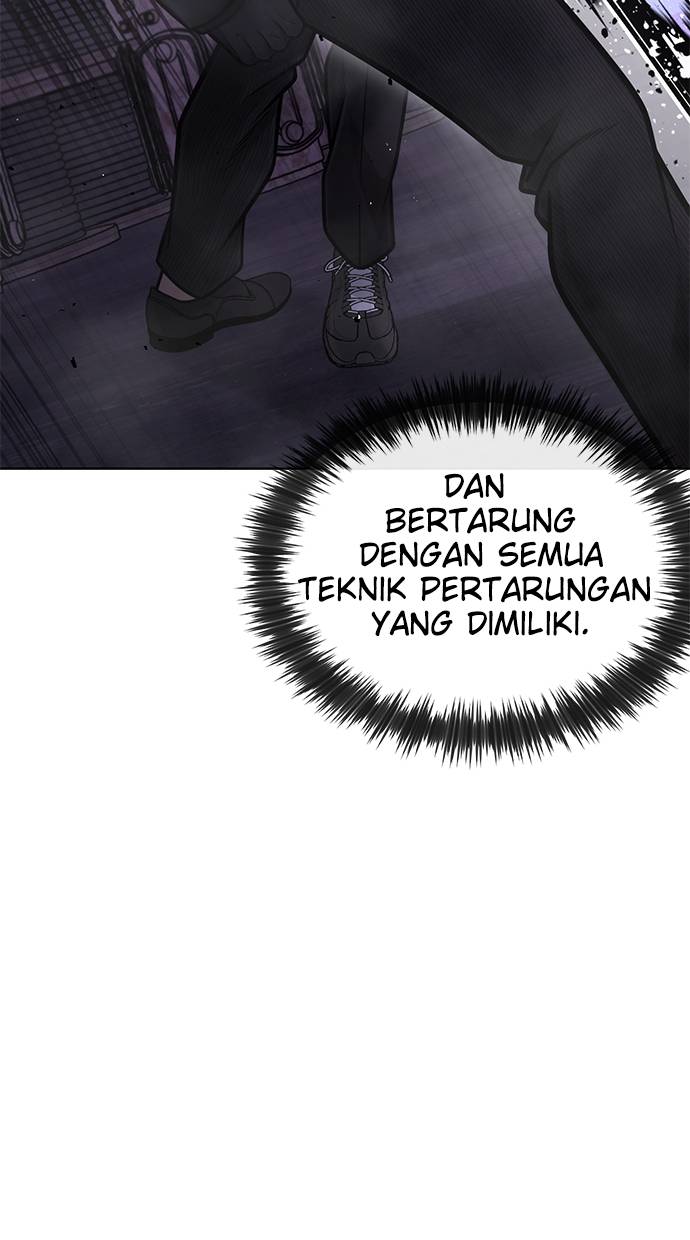 DAN
BERTARUNG
DENGAN SEMUA
TEKNIK PERTARUNGAN
YANG DIMILIKI.